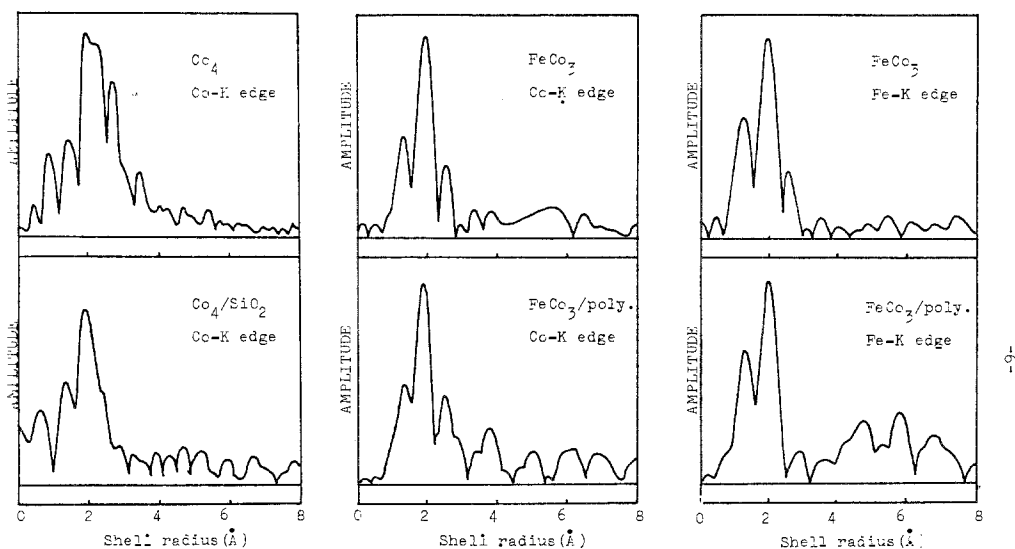 Co4
Co-K edge
AMPLITUDE
FeCo3
Co-K edge
AMPLITUDE
FeCo3
Fe-K edge
AMPLITUDE
Co4/SiO2
Co-K edge
AMPLITUDE
FeCo3/poly.
Co-K edge
AMPLITUDE
FeCo3/poly.
Fe-K edge
AMPLITUDE
0 2 4 6 8
Shell radius(Å)
0 2 4 6 8
Shell radius(Å)
0 2 4 6 8
Shell radius(Å)
-9-